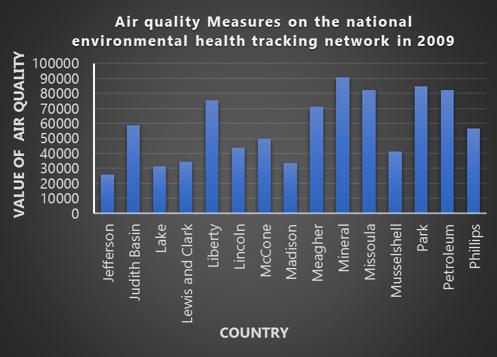 Air quality Measures on the national
environmental health tracking network in 2009
VALUE OF AIR QUALITY
100000
90000
80000
70000
60000
50000
40000
30000
20000
10000
0
Jefferson
Judith Basin
Lake
Lewis and Clark
Liberty
Lincoln
McCone
Madison
Meagher
Mineral
Missoula
Musselshell
Park
Petroleum
Phillips
COUNTRY